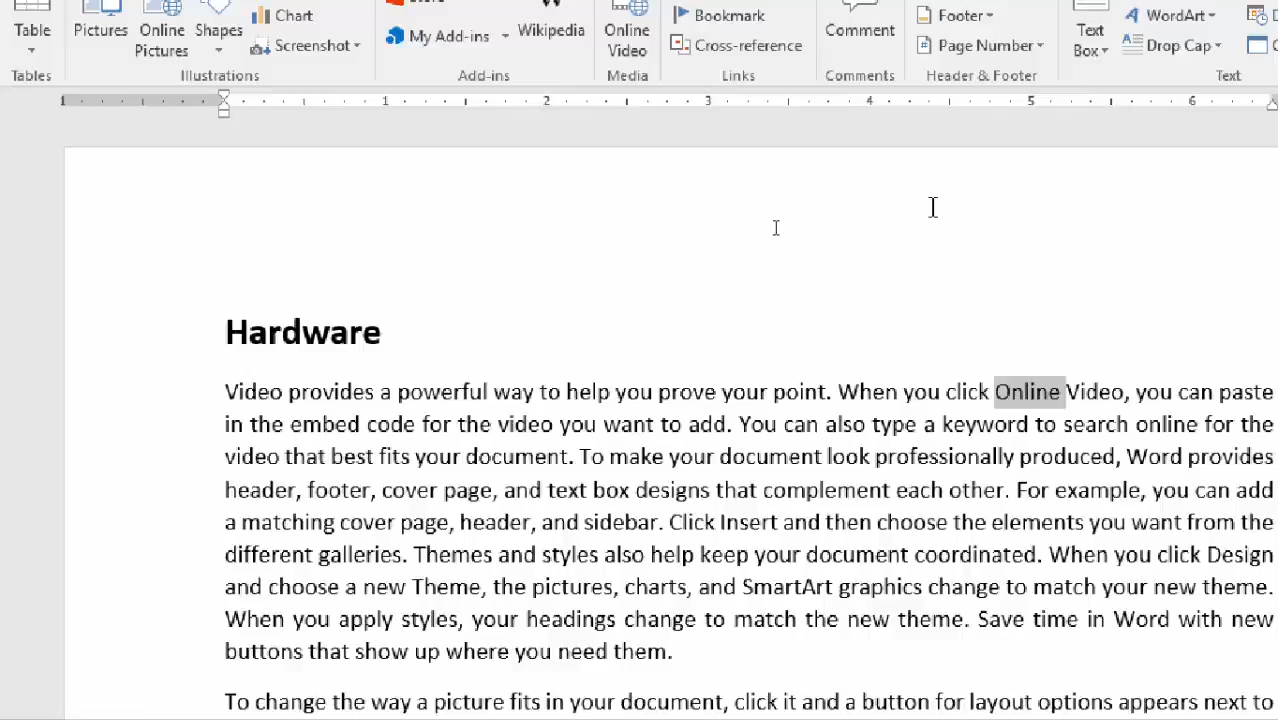 Table
Pictures
Online
Pictures
Shapes
Chart
Screenshot
My Add-ins
Wikipedia
Online
Video
Bookmark
Cross-reference
Comment
Footer
Page Number
Text
Box
WordArt
Drop Cap
Tables
Illustrations
Add-ins
Media
Links
Comments
Header & Footer
Text
1 1 2 3 4 5 6
Hardware
Video provides a powerful way to help you prove your point. When you click Online Video, you can paste
in the embed code for the video you want to add. You can also type a keyword to search online for the
video that best fits your document. To make your document look professionally produced, Word provides
header, footer, cover page, and text box designs that complement each other. For example, you can add
a matching cover page, header, and sidebar. Click Insert and then choose the elements you want from the
different galleries. Themes and styles also help keep your document coordinated. When you click Design
and choose a new Theme, the pictures, charts, and SmartArt graphics change to match your new theme.
When you apply styles, your headings change to match the new theme. Save time in Word with new
buttons that show up where you need them.
To change the way a picture fits in your document, click it and a button for layout options appears next to